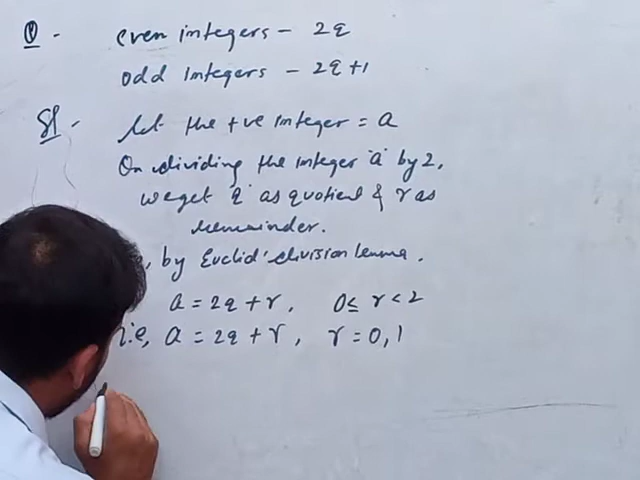 Q - even integers - 2q
odd integers - 2q+1
Sol - Let the +ve integer = a
On dividing the integer 'a' by 2,
we get 'q' as quotient & r as
remainder.
, by Euclid' division lemma.
a = 2q + r, 0 ≤ r < 2
i.e, a = 2q + r, r = 0, 1